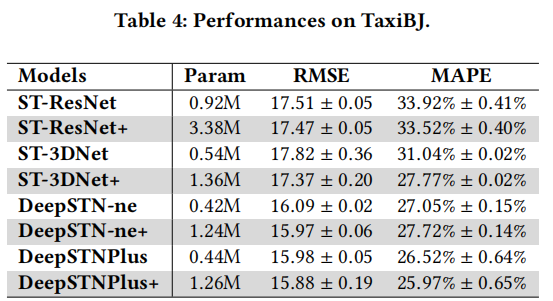 Table 4: Performances on TaxiBJ.
Models Param RMSE MAPE
ST-ResNet 0.92M 17.51 ± 0.05 33.92% ± 0.41%
ST-ResNet+ 3.38M 17.47 ± 0.05 33.52% ± 0.40%
ST-3DNet 0.54M 17.82 ± 0.36 31.04% ± 0.02%
ST-3DNet+ 1.36M 17.37 ± 0.20 27.77% ± 0.02%
DeepSTN-ne 0.42M 16.09 ± 0.02 27.05% ± 0.15%
DeepSTN-ne+ 1.24M 15.97 ± 0.06 27.72% ± 0.14%
DeepSTNPlus 0.44M 15.98 ± 0.05 26.52% ± 0.64%
DeepSTNPlus+ 1.26M 15.88 ± 0.19 25.97% ± 0.65%